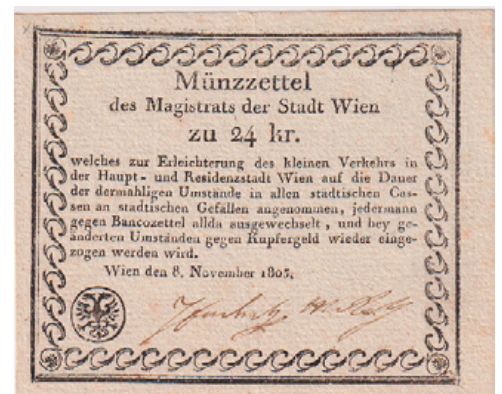 Münzzettel
des Magistrats der Stadt Wien
zu 24 kr.
welches zur Erleichterung des kleinen Verkehrs in
der Haupt- und Residenzstadt Wien auf die Dauer
der dermahligen Umstände in allen städtischen Cas-
sen an stadtischen Gefällen angenommen, jedermann
gegen Bancozettel allda ausgewechselt, und bey ge-
änderten Umständen gegen Kupfergeld wieder einge-
zogen werden wird.
Wien den 8. November 1805.